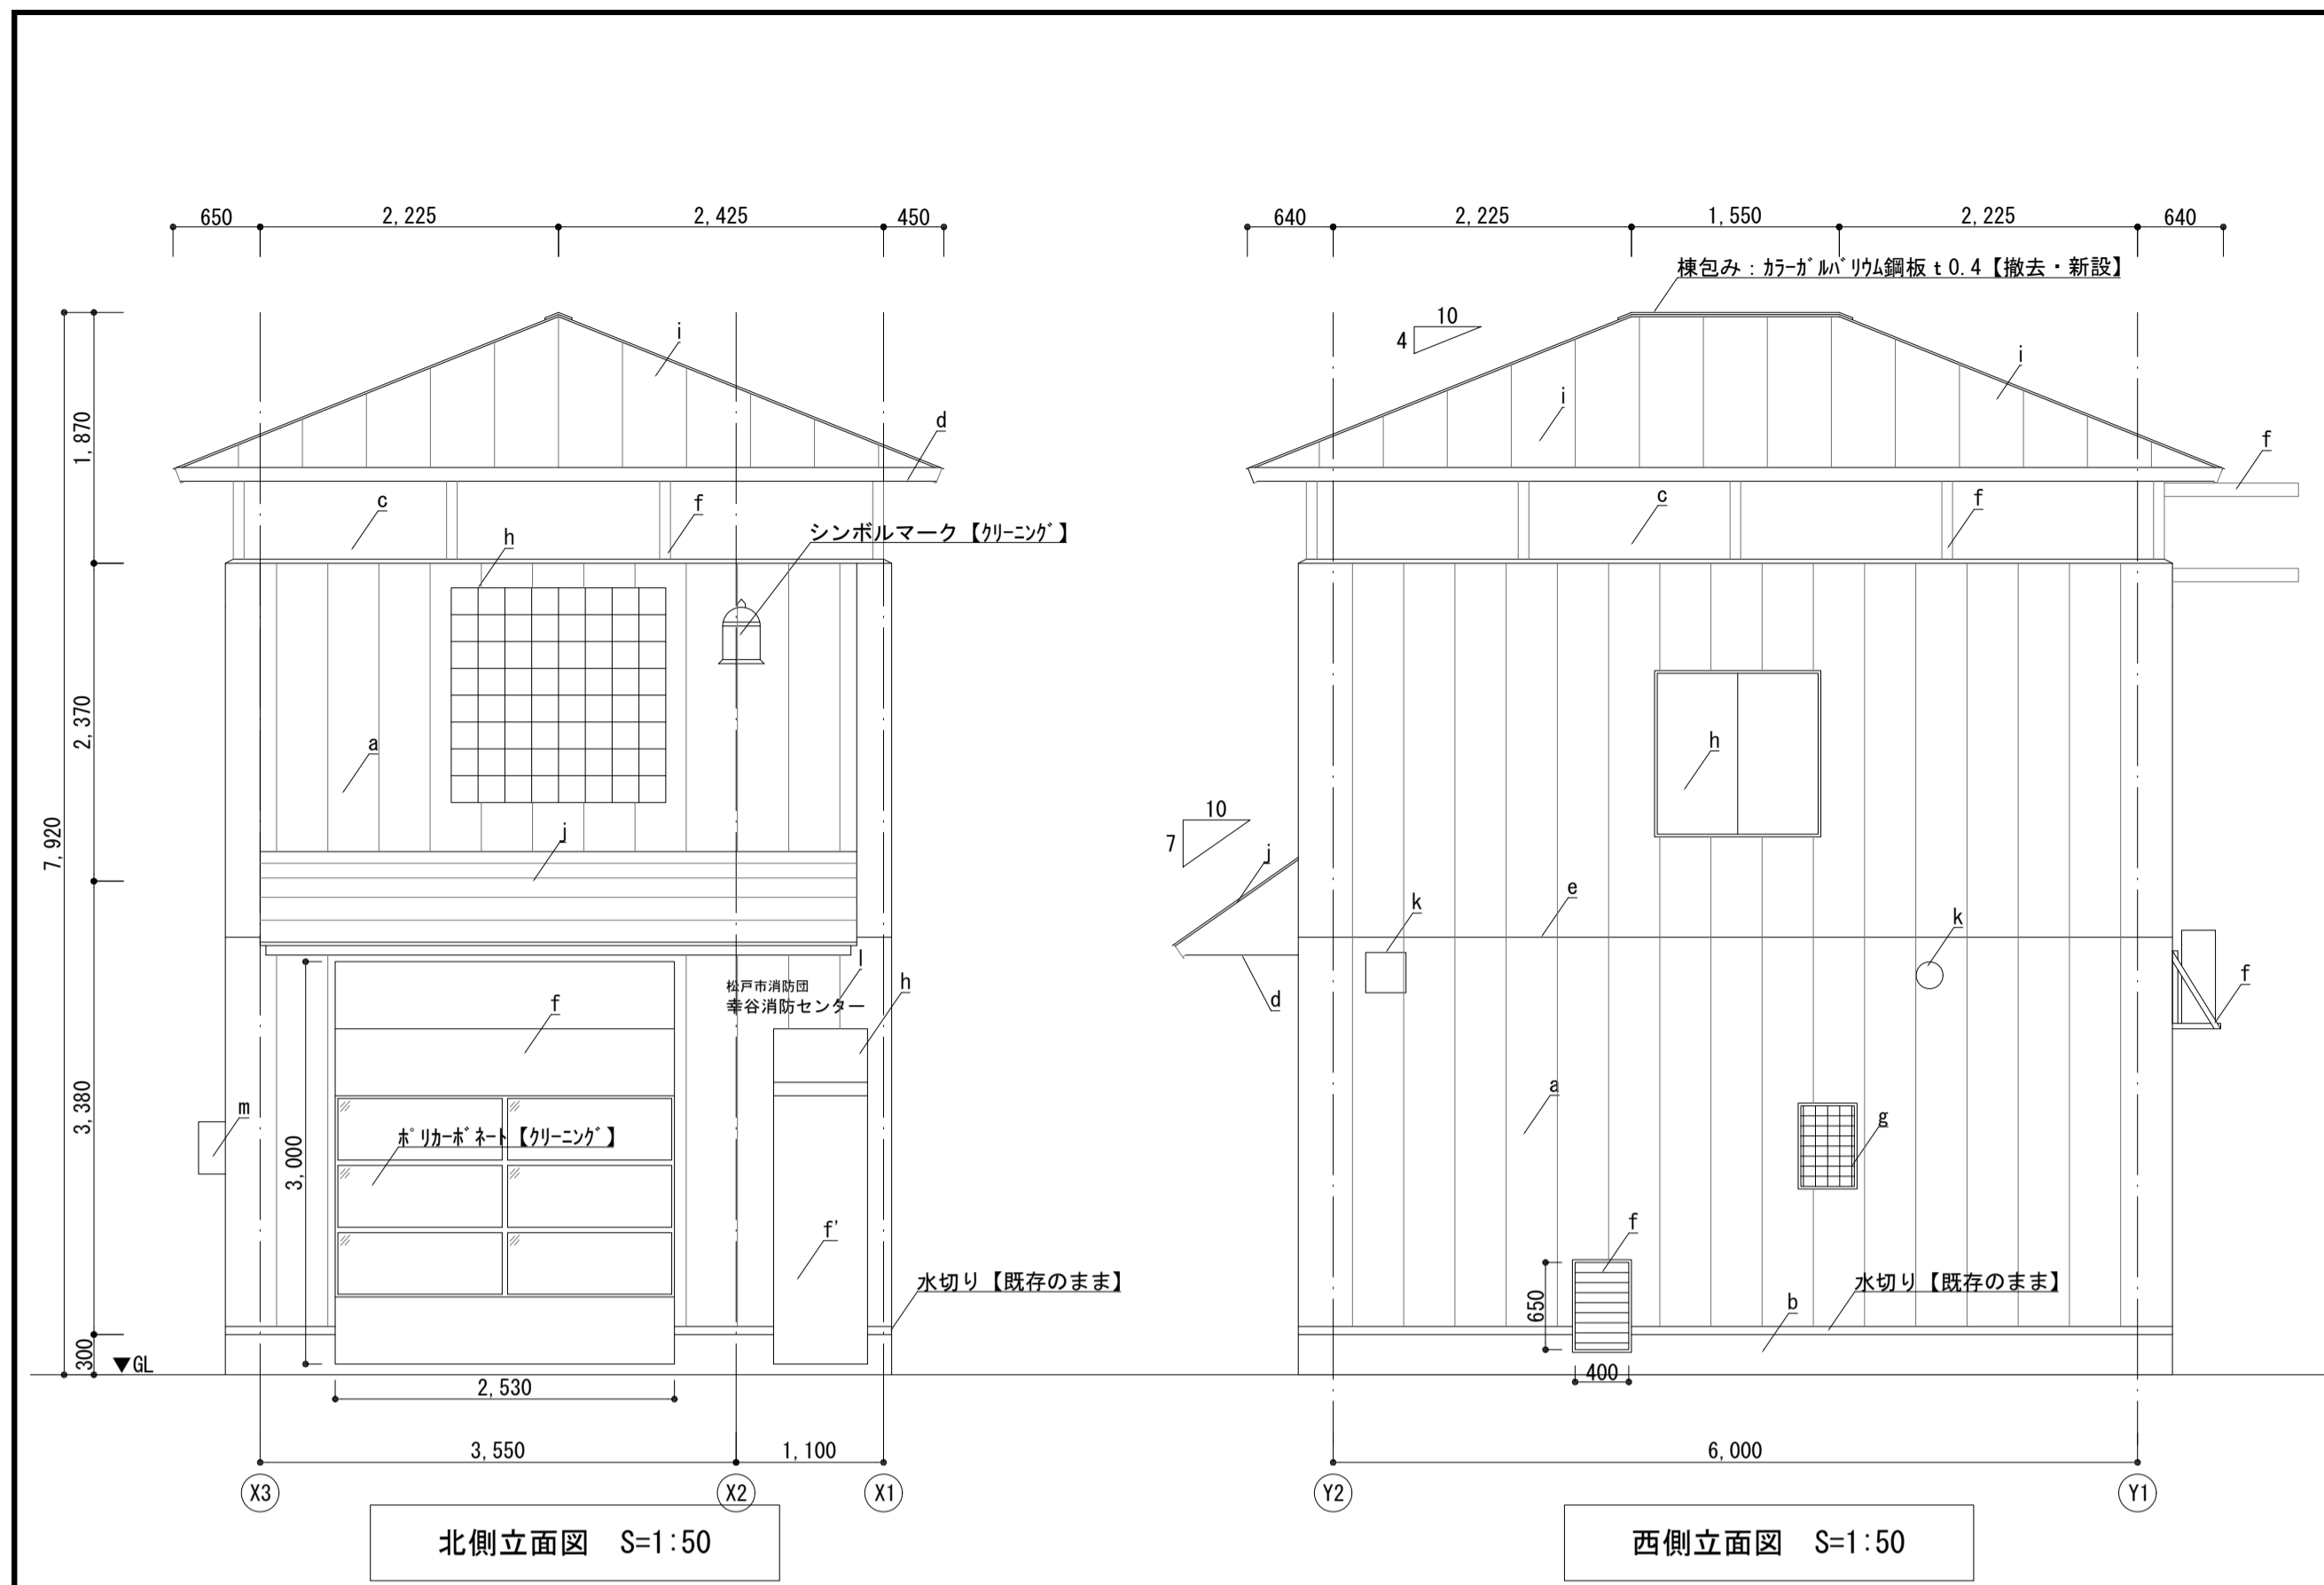 650 2,225 2,425 450
640 2,225 1,550 2,225 640
棟包み：ｶﾗｰｶﾞﾙﾊﾞﾘｳﾑ鋼板ｔ0.4【撤去・新設】
10
4
i
i
i
d
f
1,870
c
f
c
f
h
シンボルマーク【ｸﾘｰﾆﾝｸﾞ】
2,370
a
h
10
7
j
j
7,920
e
k
k
l
h
松戸市消防団
幸谷消防センター
f
d
f
3,380
a
m
g
3,000
ﾎﾟﾘｶｰﾎﾞﾈｰﾄ【ｸﾘｰﾆﾝｸﾞ】
f'
f
水切り【既存のまま】
水切り【既存のまま】
650
b
300
▼GL
400
2,530
3,550 1,100
6,000
X3 X2 X1
Y2 Y1
北側立面図　S=1:50
西側立面図　S=1:50